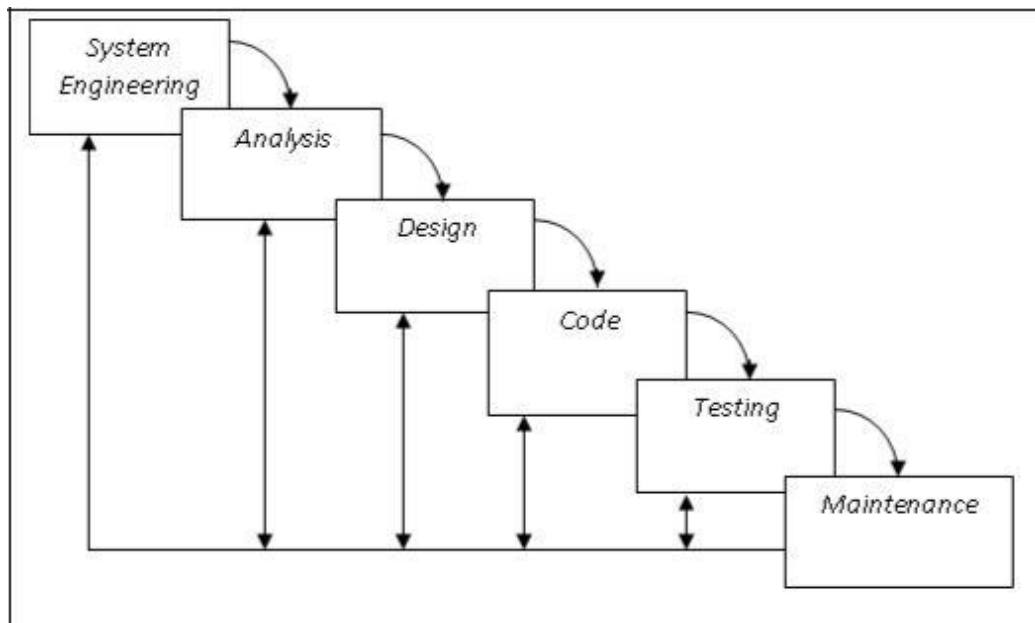 System
Engineering
Analysis
Design
Code
Testing
Maintenance